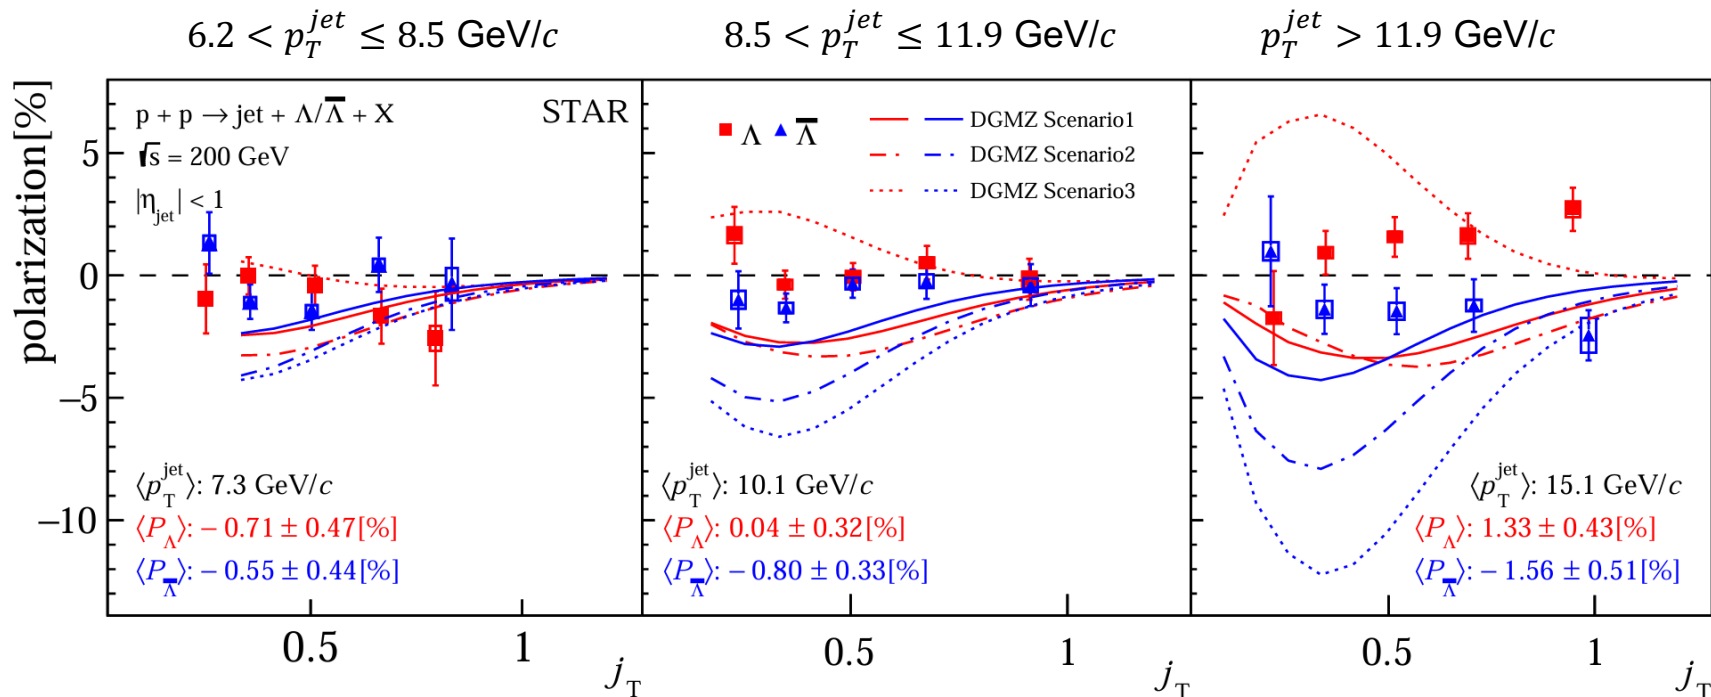 6.2 < p_T^{jet} ≤ 8.5 GeV/c
8.5 < p_T^{jet} ≤ 11.9 GeV/c
p_T^{jet} > 11.9 GeV/c
polarization[%]
5
0
−5
−10
p + p → jet + Λ/Λ̅ + X
STAR
√s = 200 GeV
|η_jet| < 1
⟨p_T^{jet}⟩: 7.3 GeV/c
⟨P_Λ⟩: − 0.71 ± 0.47[%]
⟨P_Λ̅⟩: − 0.55 ± 0.44[%]
Λ Λ̅
DGMZ Scenario1
DGMZ Scenario2
DGMZ Scenario3
⟨p_T^{jet}⟩: 10.1 GeV/c
⟨P_Λ⟩: 0.04 ± 0.32[%]
⟨P_Λ̅⟩: − 0.80 ± 0.33[%]
⟨p_T^{jet}⟩: 15.1 GeV/c
⟨P_Λ⟩: 1.33 ± 0.43[%]
⟨P_Λ̅⟩: − 1.56 ± 0.51[%]
0.5 1 j_T
0.5 1 j_T
0.5 1 j_T